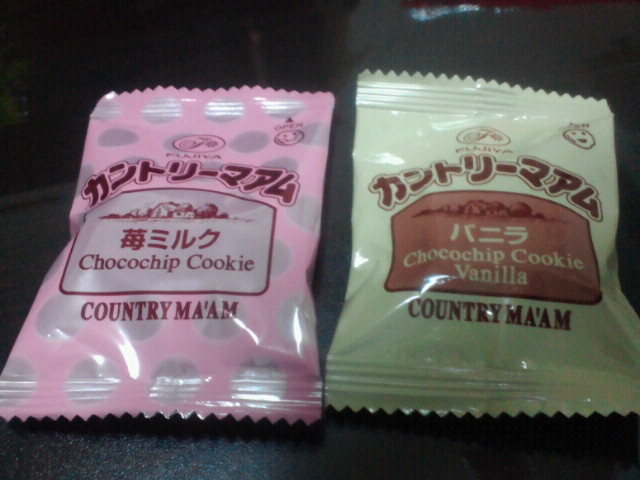 OPEN
FUJIYA
カントリーマアム
苺ミルク
Chocochip Cookie
COUNTRY MA'AM
FUJIYA
カントリーマアム
バニラ
Chocochip Cookie
Vanilla
COUNTRY MA'AM